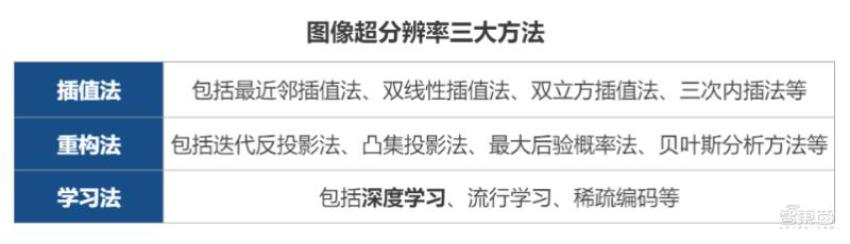 图像超分辨率三大方法
插值法 包括最近邻插值法、双线性插值法、双立方插值法、三次内插法等
重构法 包括迭代反投影法、凸集投影法、最大后验概率法、贝叶斯分析方法等
学习法 包括深度学习、流行学习、稀疏编码等
智東西